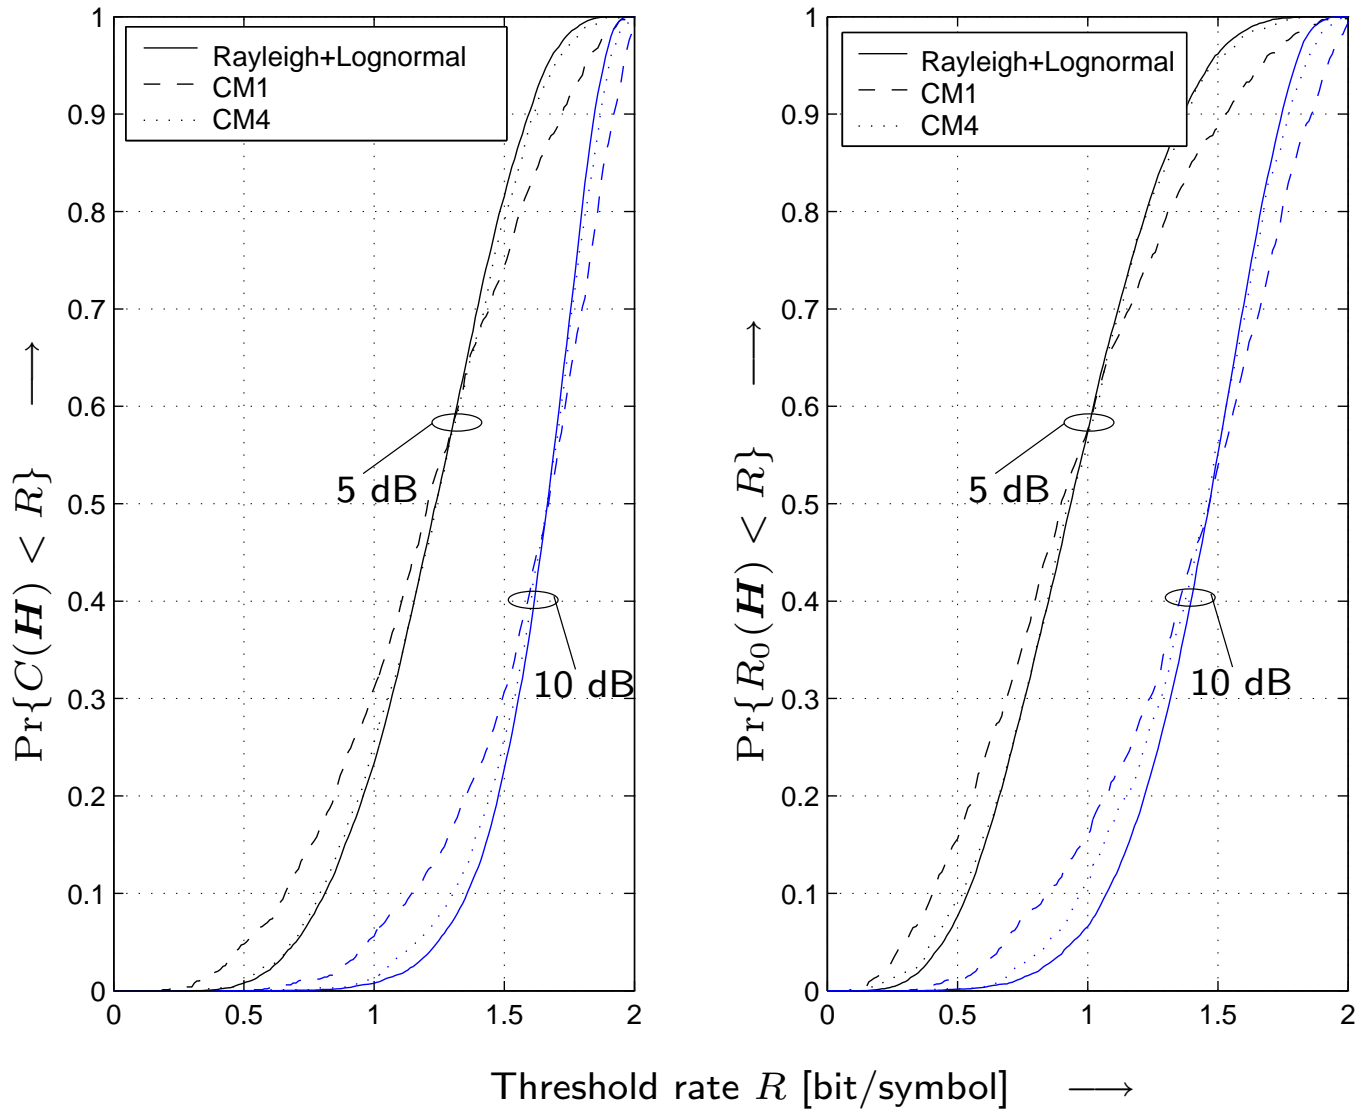 Rayleigh+Lognormal
CM1
CM4
1
0.9
0.8
0.7
0.6
0.5
0.4
0.3
0.2
0.1
0
0 0.5 1 1.5 2
5 dB
10 dB
Pr{C(H) < R} ⟶
Rayleigh+Lognormal
CM1
CM4
1
0.9
0.8
0.7
0.6
0.5
0.4
0.3
0.2
0.1
0
0 0.5 1 1.5 2
5 dB
10 dB
Pr{R₀(H) < R} ⟶
Threshold rate R [bit/symbol] ⟶